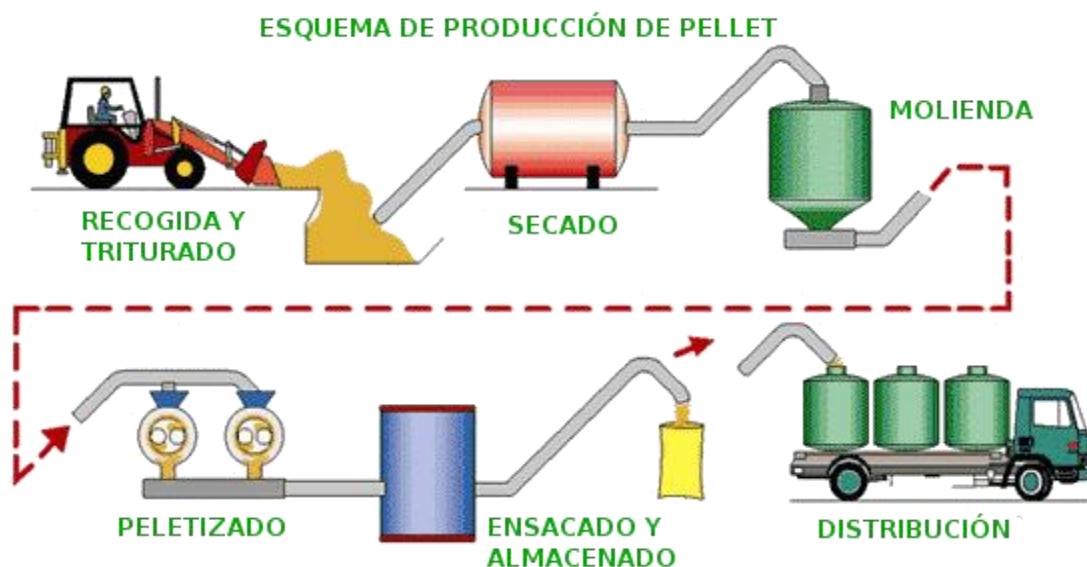 ESQUEMA DE PRODUCCIÓN DE PELLET
MOLIENDA
RECOGIDA Y
TRITURADO
SECADO
PELETIZADO
ENSACADO Y
ALMACENADO
DISTRIBUCIÓN